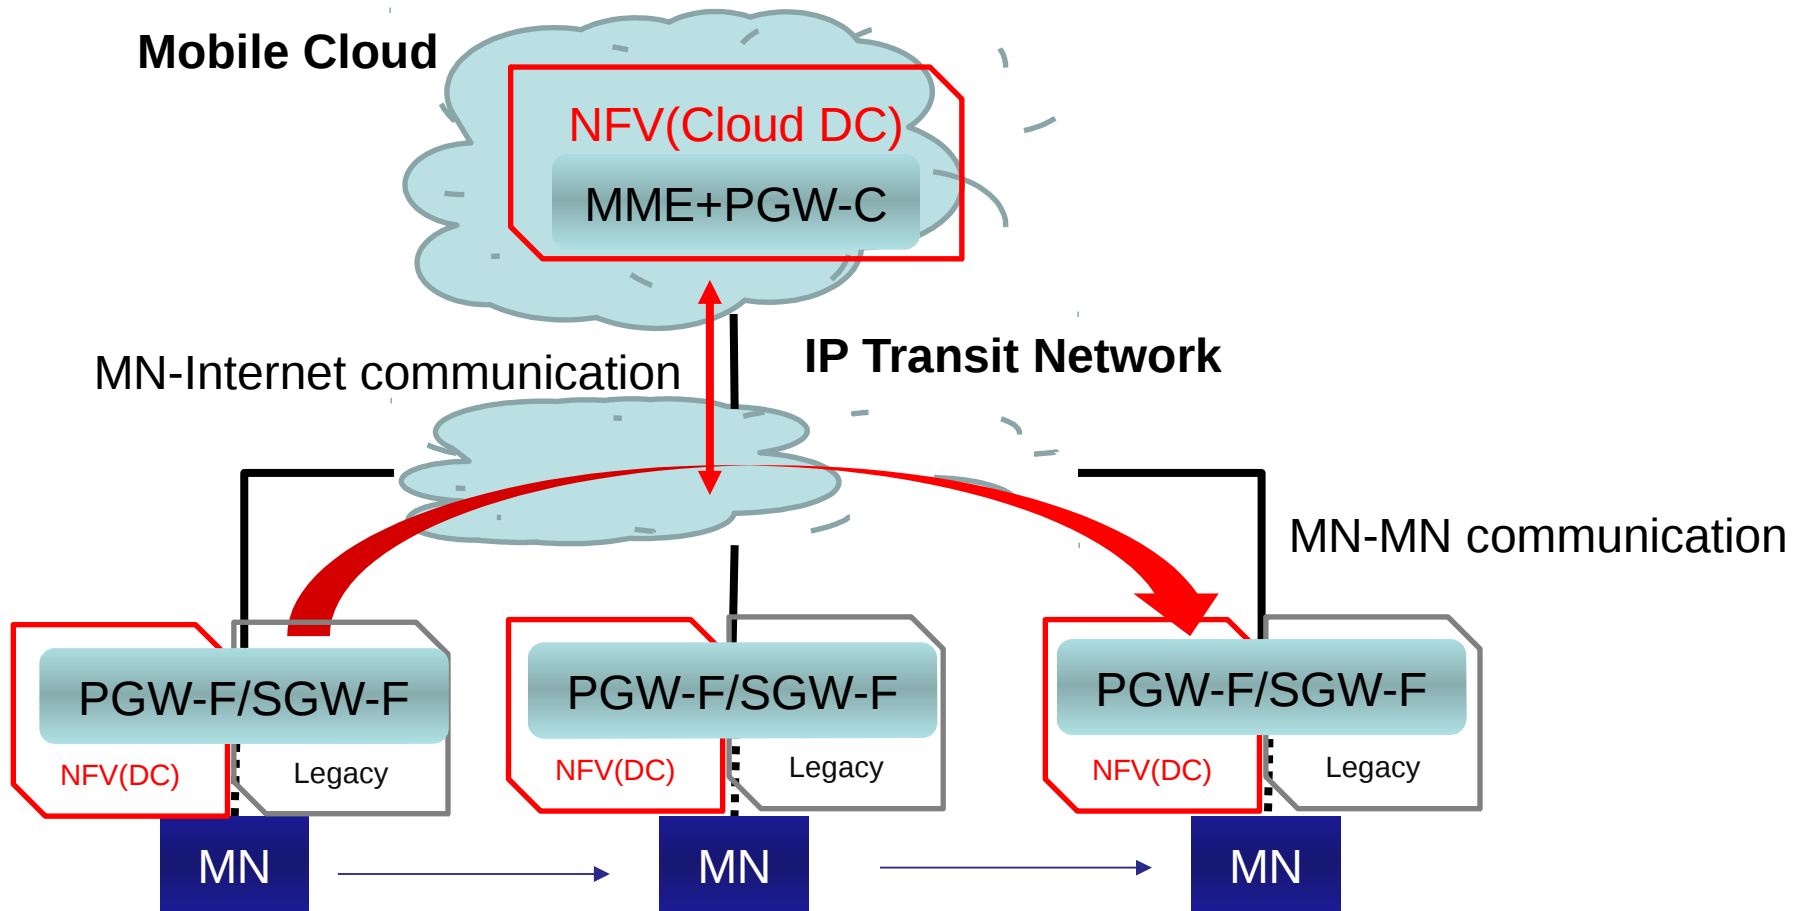 Mobile Cloud
NFV(Cloud DC)
MME+PGW-C
IP Transit Network
MN-Internet communication
MN-MN communication
PGW-F/SGW-F
PGW-F/SGW-F
PGW-F/SGW-F
NFV(DC)
Legacy
NFV(DC)
Legacy
NFV(DC)
Legacy
MN
MN
MN